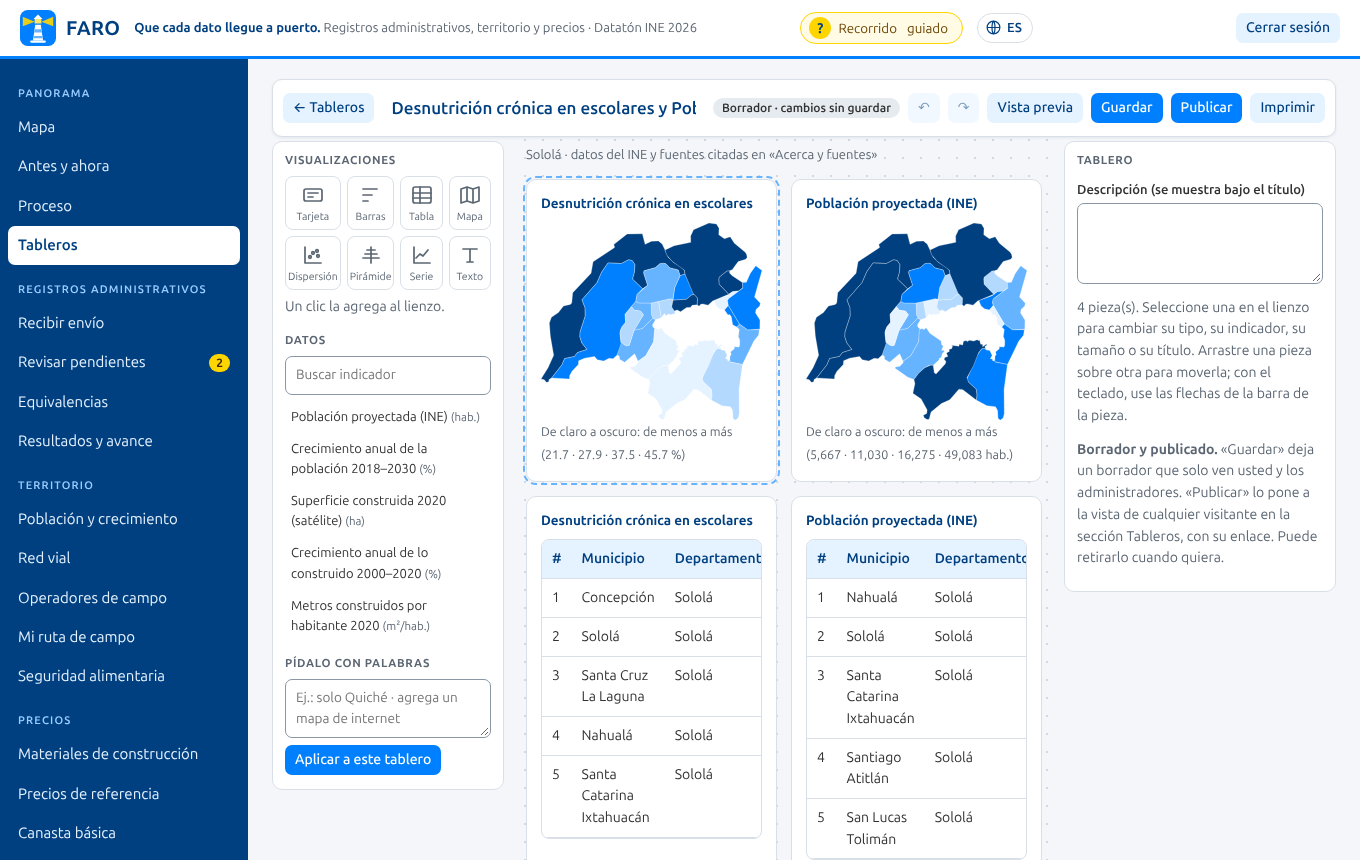 FARO
Que cada dato llegue a puerto. Registros administrativos, territorio y precios · Datatón INE 2026
? Recorrido guiado
ES
Cerrar sesión
PANORAMA
Mapa
Antes y ahora
Proceso
Tableros
REGISTROS ADMINISTRATIVOS
Recibir envío
Revisar pendientes 2
Equivalencias
Resultados y avance
TERRITORIO
Población y crecimiento
Red vial
Operadores de campo
Mi ruta de campo
Seguridad alimentaria
PRECIOS
Materiales de construcción
Precios de referencia
Canasta básica
← Tableros
Desnutrición crónica en escolares y Pob
Borrador · cambios sin guardar
↶
↷
Vista previa
Guardar
Publicar
Imprimir
VISUALIZACIONES
Tarjeta Barras Tabla Mapa
Dispersión Pirámide Serie Texto
Un clic la agrega al lienzo.
DATOS
Buscar indicador
Población proyectada (INE) (hab.)
Crecimiento anual de la
población 2018–2030 (%)
Superficie construida 2020
(satélite) (ha)
Crecimiento anual de lo
construido 2000–2020 (%)
Metros construidos por
habitante 2020 (m²/hab.)
PÍDALO CON PALABRAS
Ej.: solo Quiché · agrega un
mapa de internet
Aplicar a este tablero
Sololá · datos del INE y fuentes citadas en «Acerca y fuentes»
Desnutrición crónica en escolares
De claro a oscuro: de menos a más
(21.7 · 27.9 · 37.5 · 45.7 %)
Población proyectada (INE)
De claro a oscuro: de menos a más
(5,667 · 11,030 · 16,275 · 49,083 hab.)
Desnutrición crónica en escolares
# Municipio Departament
1 Concepción Sololá
2 Sololá Sololá
3 Santa Cruz Sololá
La Laguna
4 Nahualá Sololá
5 Santa Sololá
Catarina
Ixtahuacán
Población proyectada (INE)
# Municipio Departamento
1 Nahualá Sololá
2 Sololá Sololá
3 Santa Sololá
Catarina
Ixtahuacán
4 Santiago Sololá
Atitlán
5 San Lucas Sololá
Tolimán
TABLERO
Descripción (se muestra bajo el título)
4 pieza(s). Seleccione una en el lienzo
para cambiar su tipo, su indicador, su
tamaño o su título. Arrastre una pieza
sobre otra para moverla; con el
teclado, use las flechas de la barra de
la pieza.
Borrador y publicado. «Guardar» deja
un borrador que solo ven usted y los
administradores. «Publicar» lo pone a
la vista de cualquier visitante en la
sección Tableros, con su enlace. Puede
retirarlo cuando quiera.